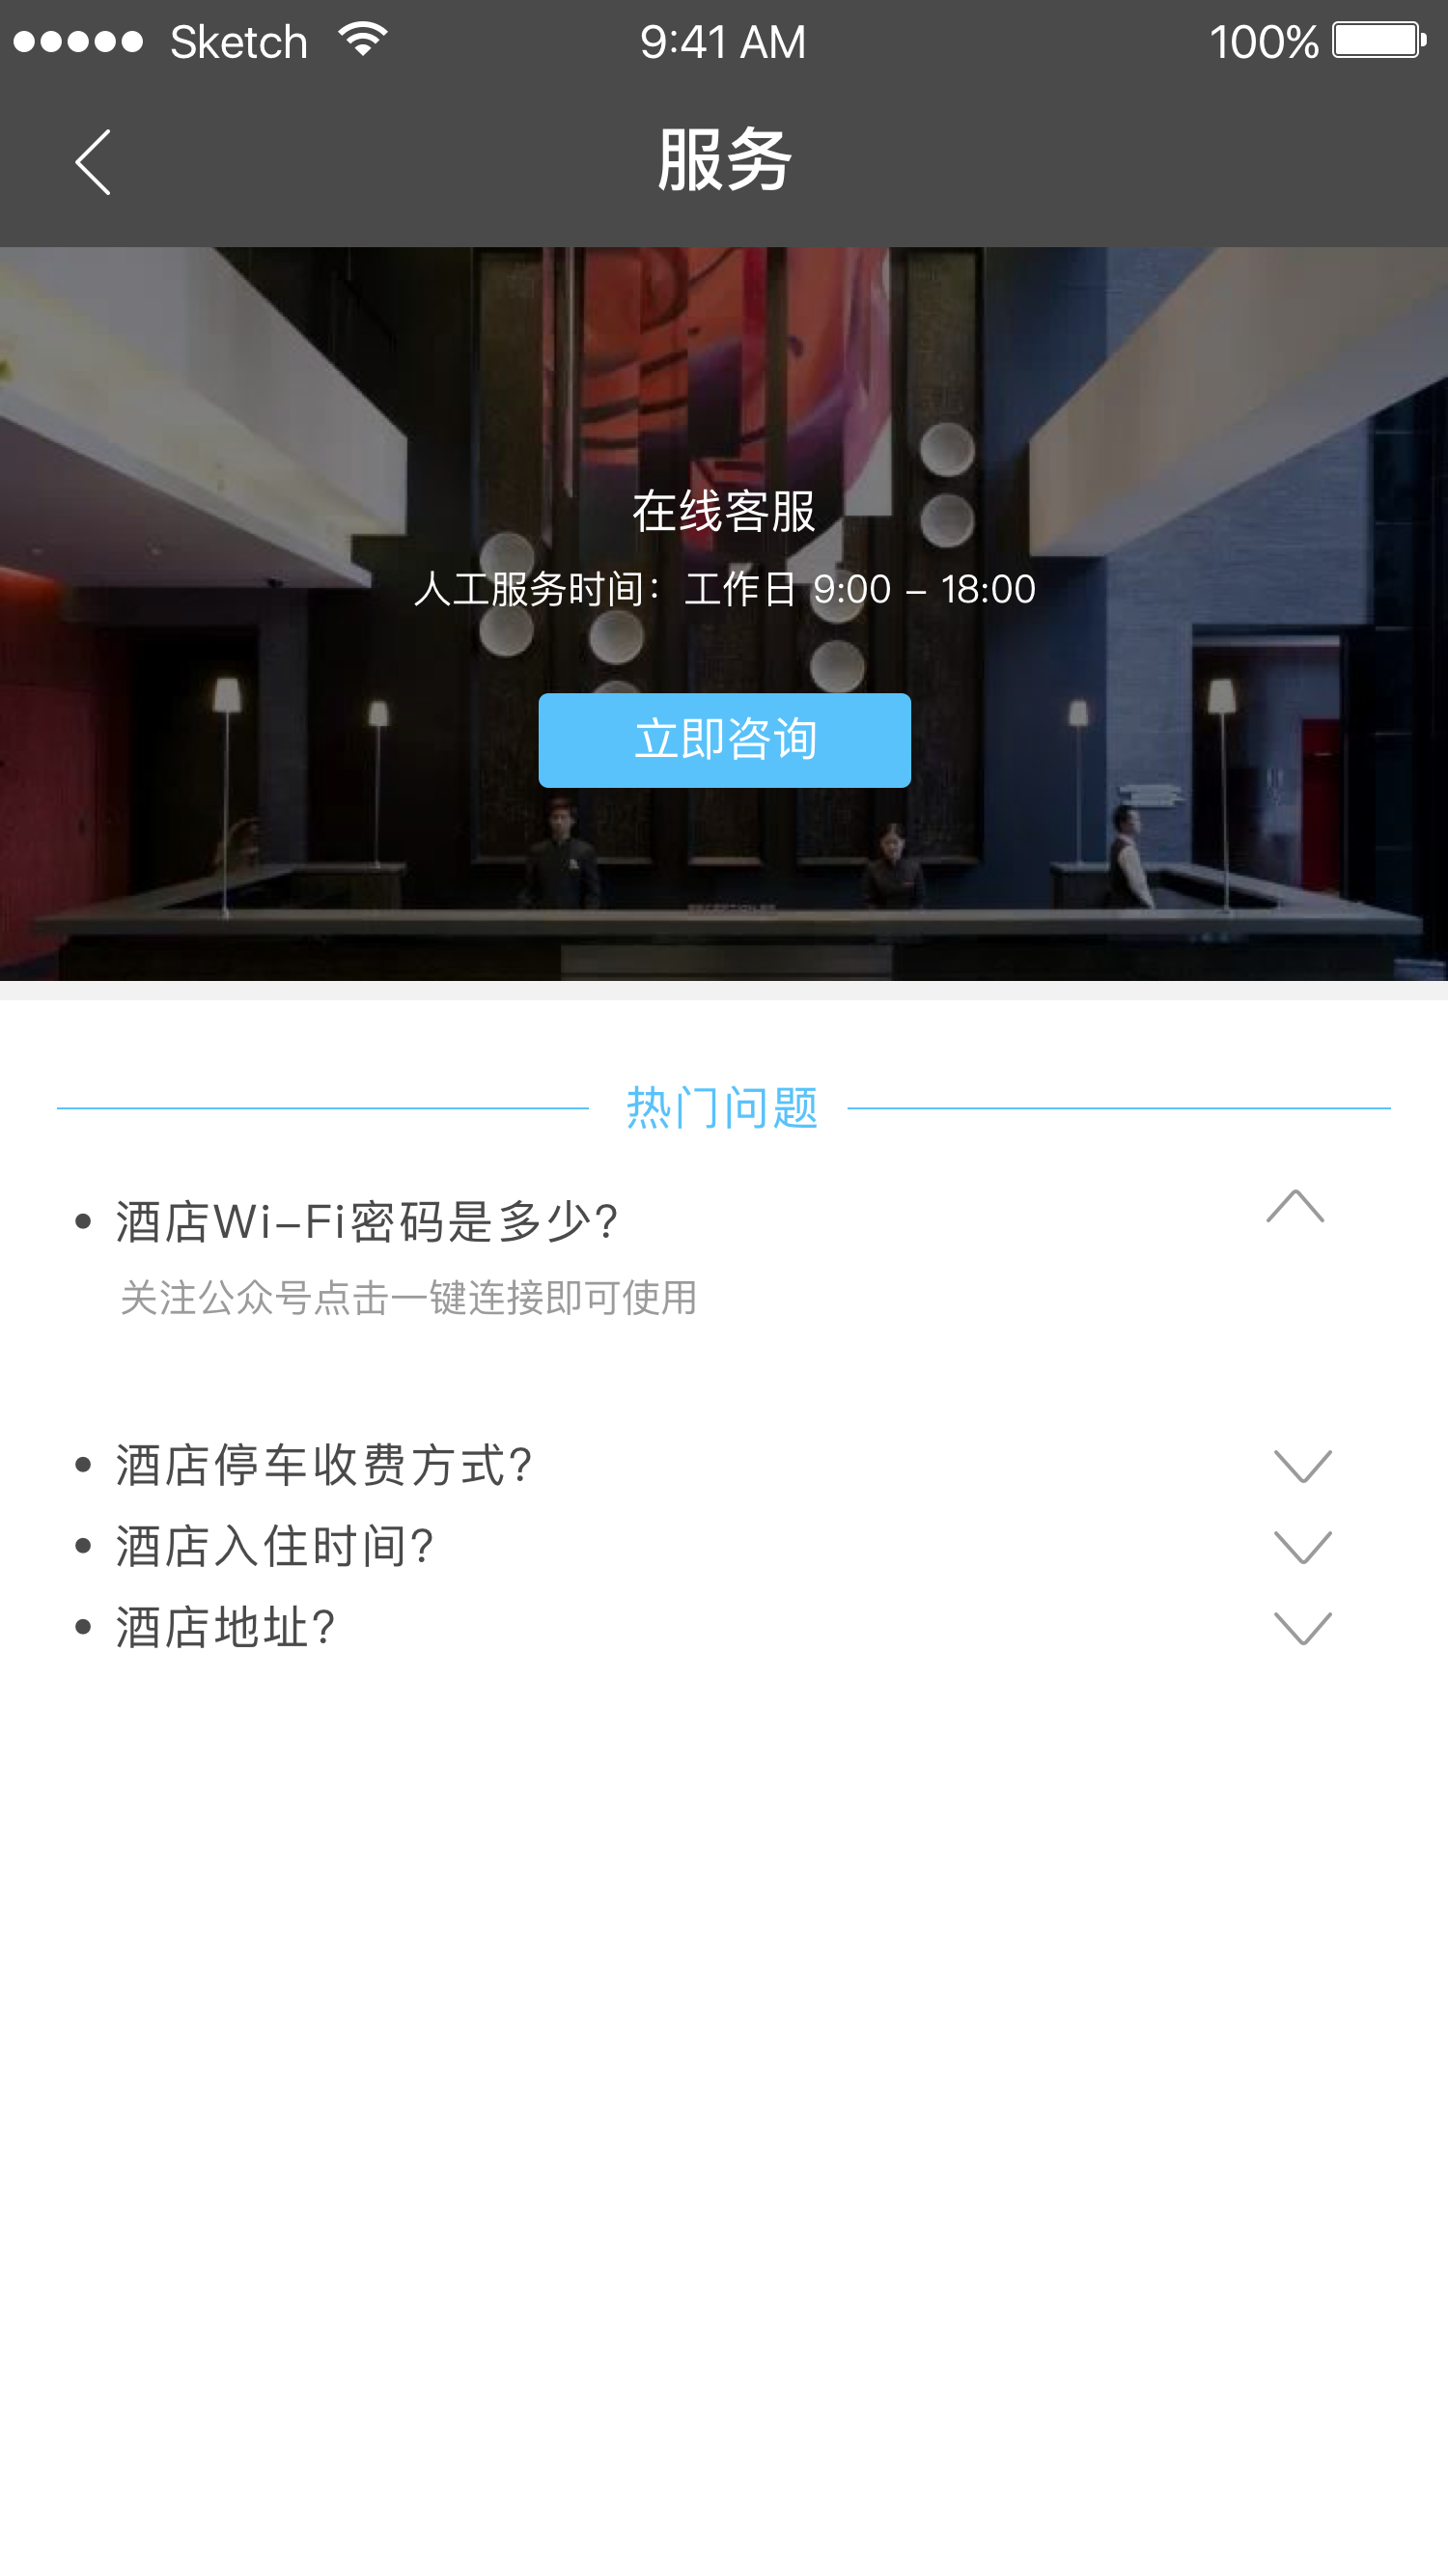 Sketch 9:41 AM 100%
服务
在线客服
人工服务时间：工作日 9:00 – 18:00
立即咨询
热门问题
• 酒店Wi–Fi密码是多少?
关注公众号点击一键连接即可使用
• 酒店停车收费方式?
• 酒店入住时间?
• 酒店地址?